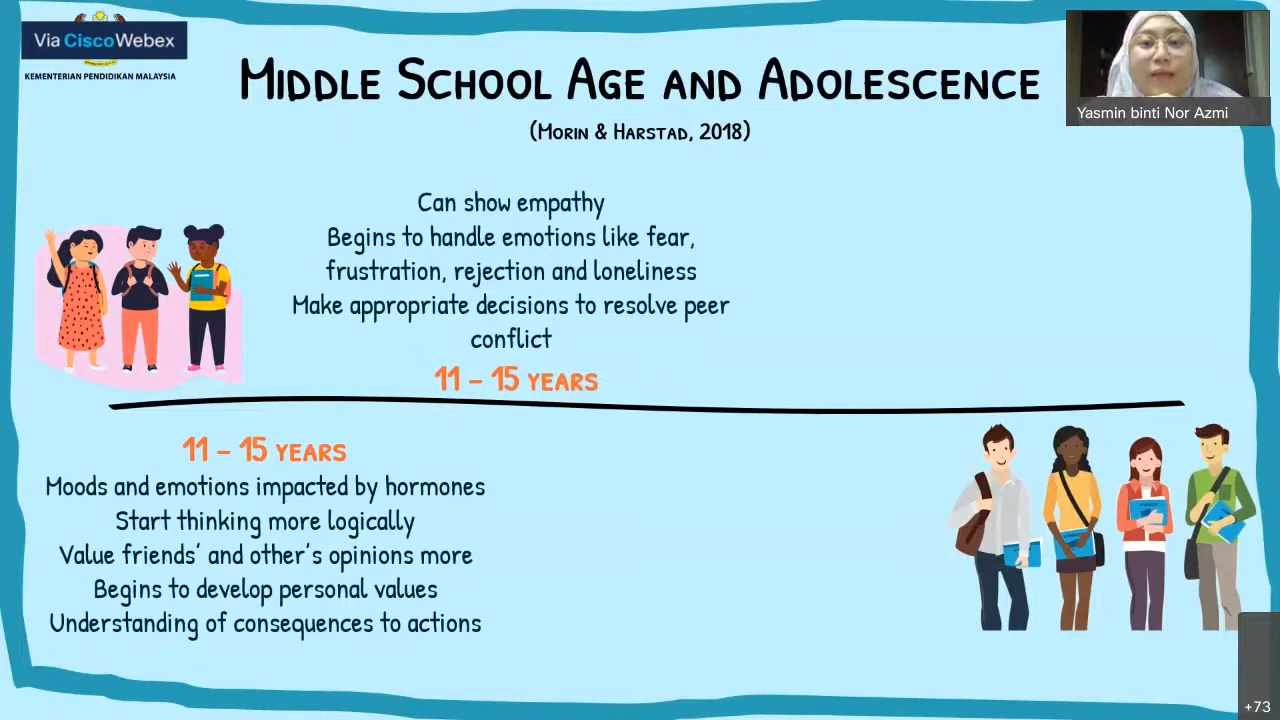 Via Cisco Webex
KEMENTERIAN PENDIDIKAN MALAYSIA
Middle School Age and Adolescence
(Morin & Harstad, 2018)
Yasmin binti Nor Azmi
Can show empathy
Begins to handle emotions like fear,
frustration, rejection and loneliness
Make appropriate decisions to resolve peer
conflict
11 – 15 years
11 – 15 years
Moods and emotions impacted by hormones
Start thinking more logically
Value friends' and other's opinions more
Begins to develop personal values
Understanding of consequences to actions
+73